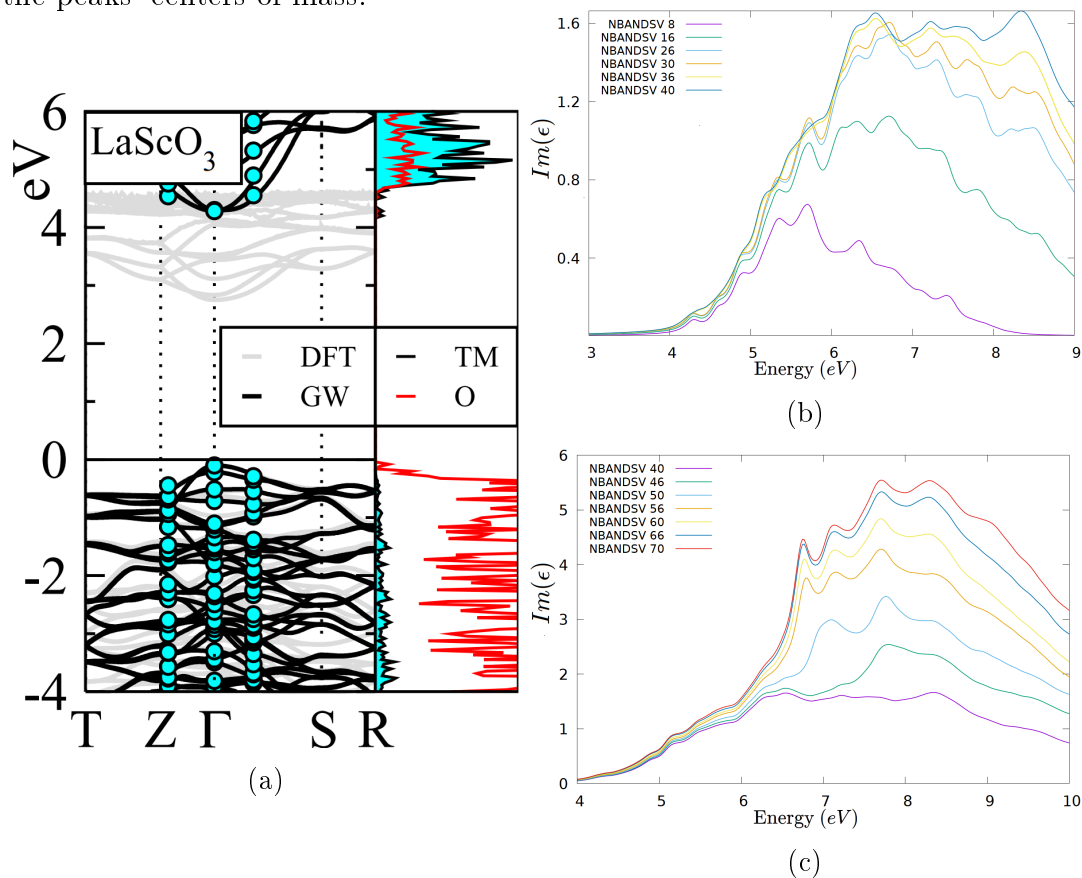 the peaks' centers of mass.
6
4
2
0
-2
-4
eV
LaScO3
DFT
GW
TM
O
T Z Γ S R
(a)
NBANDSV 8
NBANDSV 16
NBANDSV 26
NBANDSV 30
NBANDSV 36
NBANDSV 40
1.6
1.2
0.8
0.4
Im(ϵ)
3 4 5 6 7 8 9
Energy (eV)
(b)
NBANDSV 40
NBANDSV 46
NBANDSV 50
NBANDSV 56
NBANDSV 60
NBANDSV 66
NBANDSV 70
6
5
4
3
2
1
0
Im(ϵ)
4 5 6 7 8 9 10
Energy (eV)
(c)